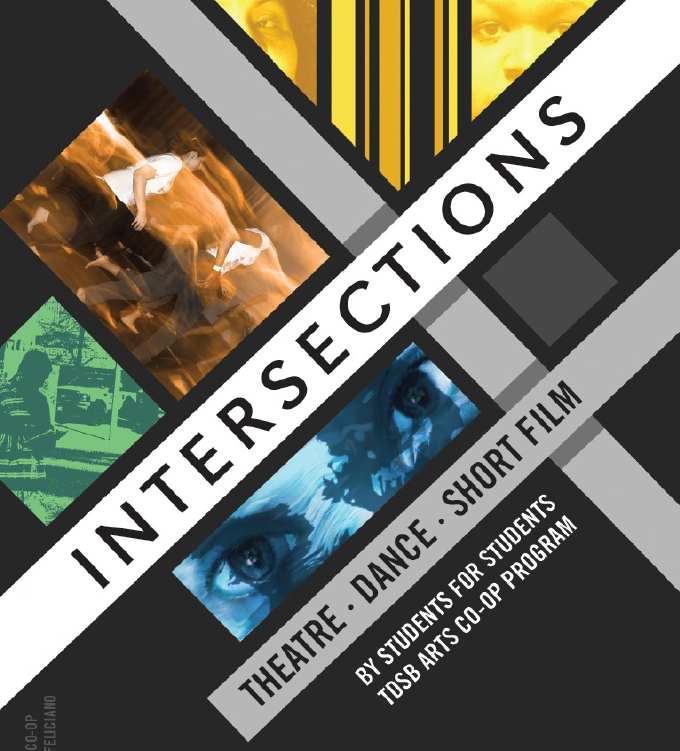 INTERSECTIONS
THEATRE · DANCE · SHORT FILM
BY STUDENTS FOR STUDENTS
TDSB ARTS CO-OP PROGRAM
CO-OP
FELICIANO